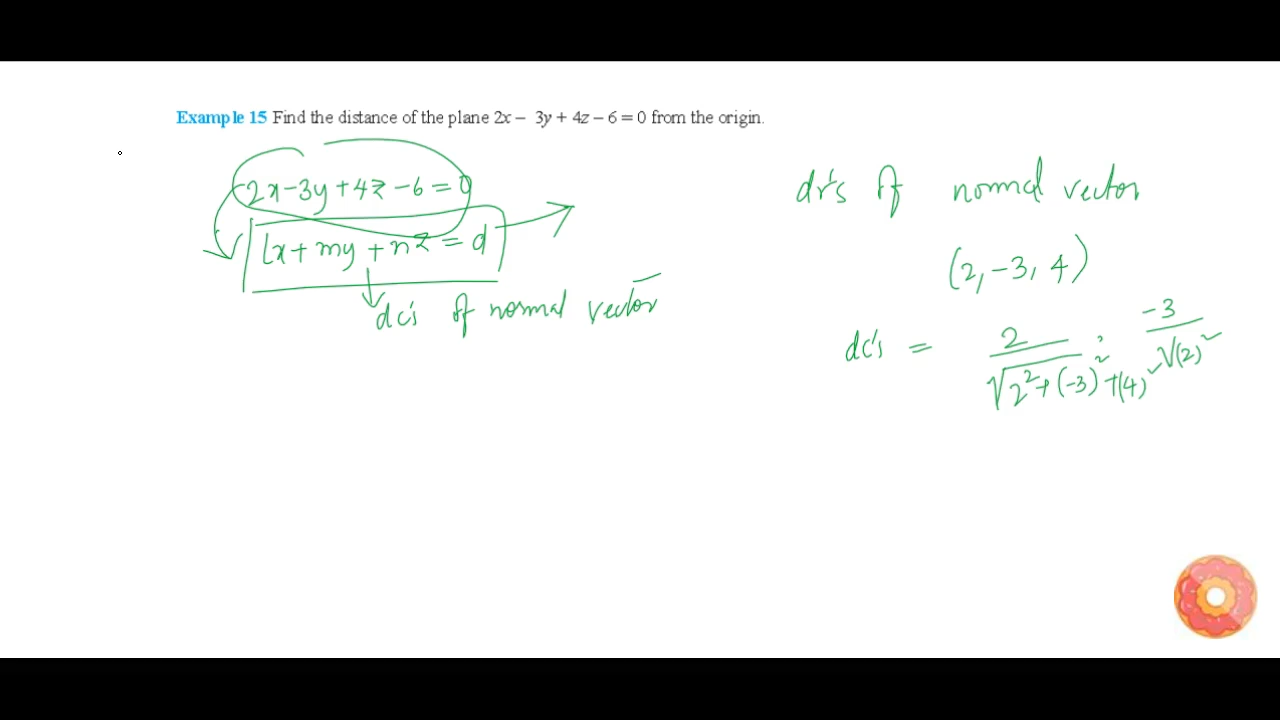 Example 15 Find the distance of the plane 2x – 3y + 4z – 6 = 0 from the origin.
2x-3y+4z-6=0
lx+my+nz=d
dc's of normal vector
dr's of normal vector
(2,-3,4)
dc's = 2/√2²+(-3)²+(4)² , -3/√(2)²